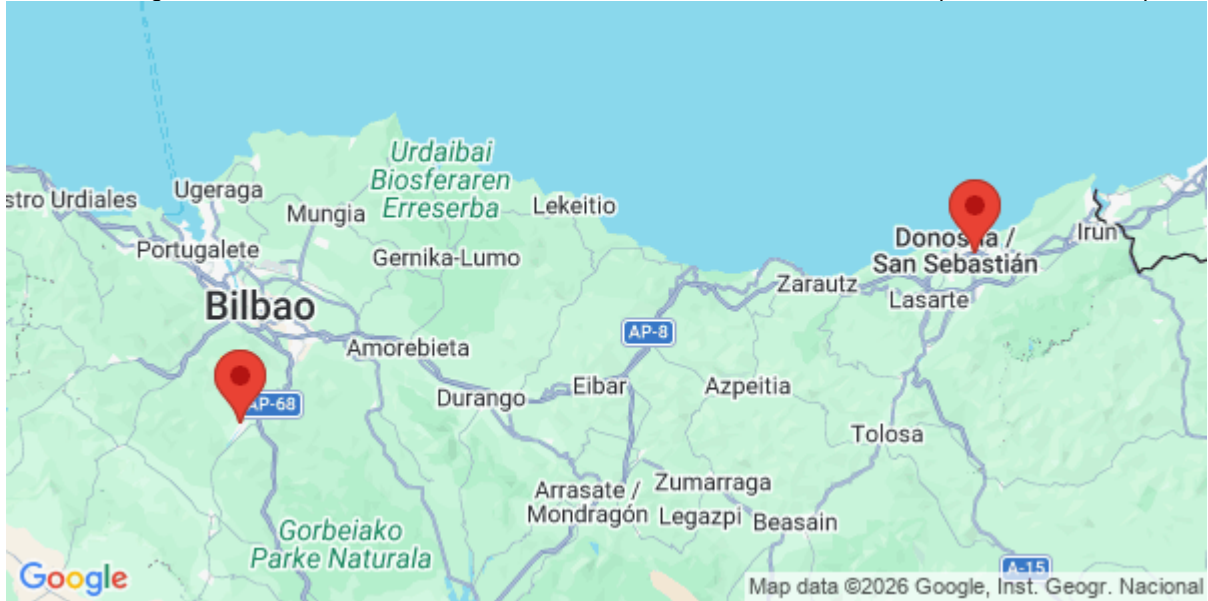 Urdaibai
Biosferaren
Erreserba
stro Urdiales
Ugeraga
Mungia
Lekeitio
Portugalete
Gernika-Lumo
Donostia /
San Sebastián
Irun
Zarautz
Lasarte
Bilbao
AP-8
Amorebieta
Durango
Eibar
Azpeitia
AP-68
Tolosa
Arrasate /
Mondragón
Zumarraga
Legazpi
Beasain
Gorbeiako
Parke Naturala
A-15
Google
Map data ©2026 Google, Inst. Geogr. Nacional